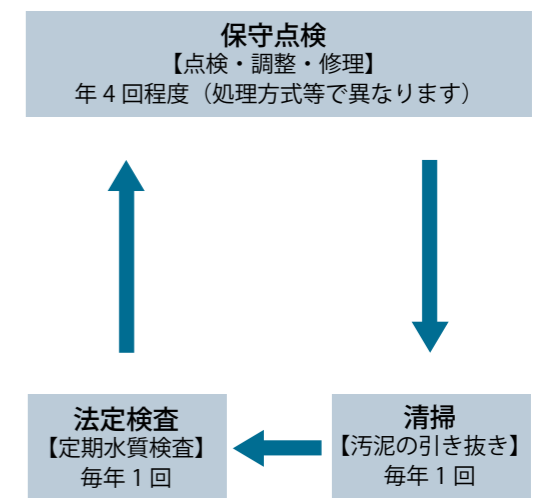 保守点検
【点検・調整・修理】
年4回程度（処理方式等で異なります）
法定検査
【定期水質検査】
毎年1回
清掃
【汚泥の引き抜き】
毎年1回